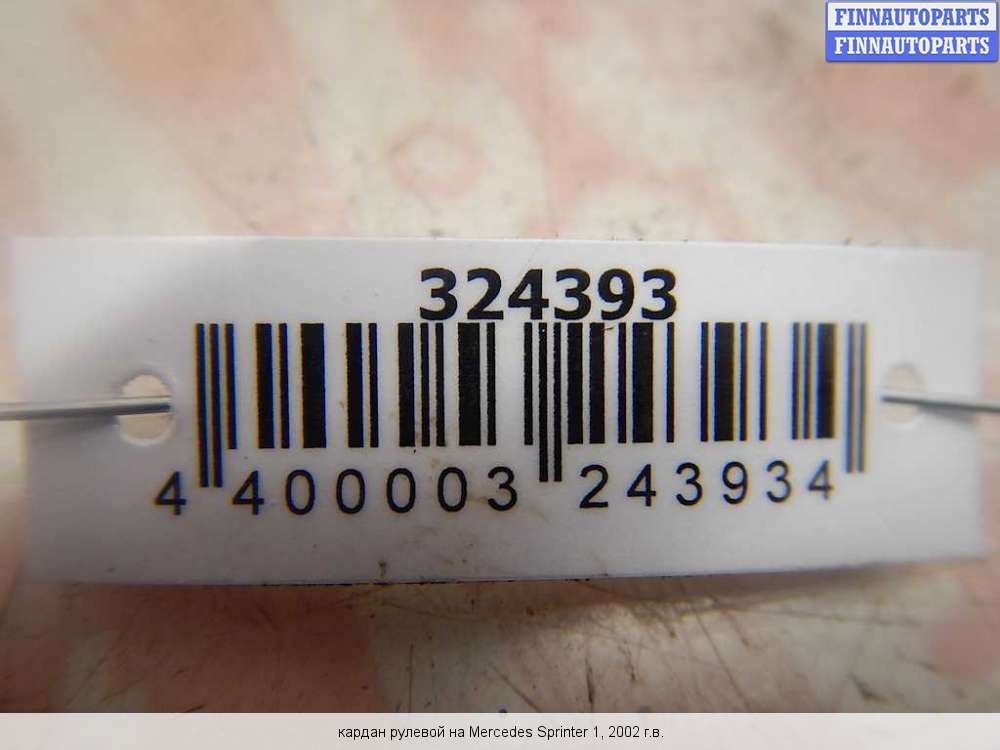 FINNAUTOPARTS
FINNAUTOPARTS
324393
4 400003 243934
кардан рулевой на Mercedes Sprinter 1, 2002 г.в.